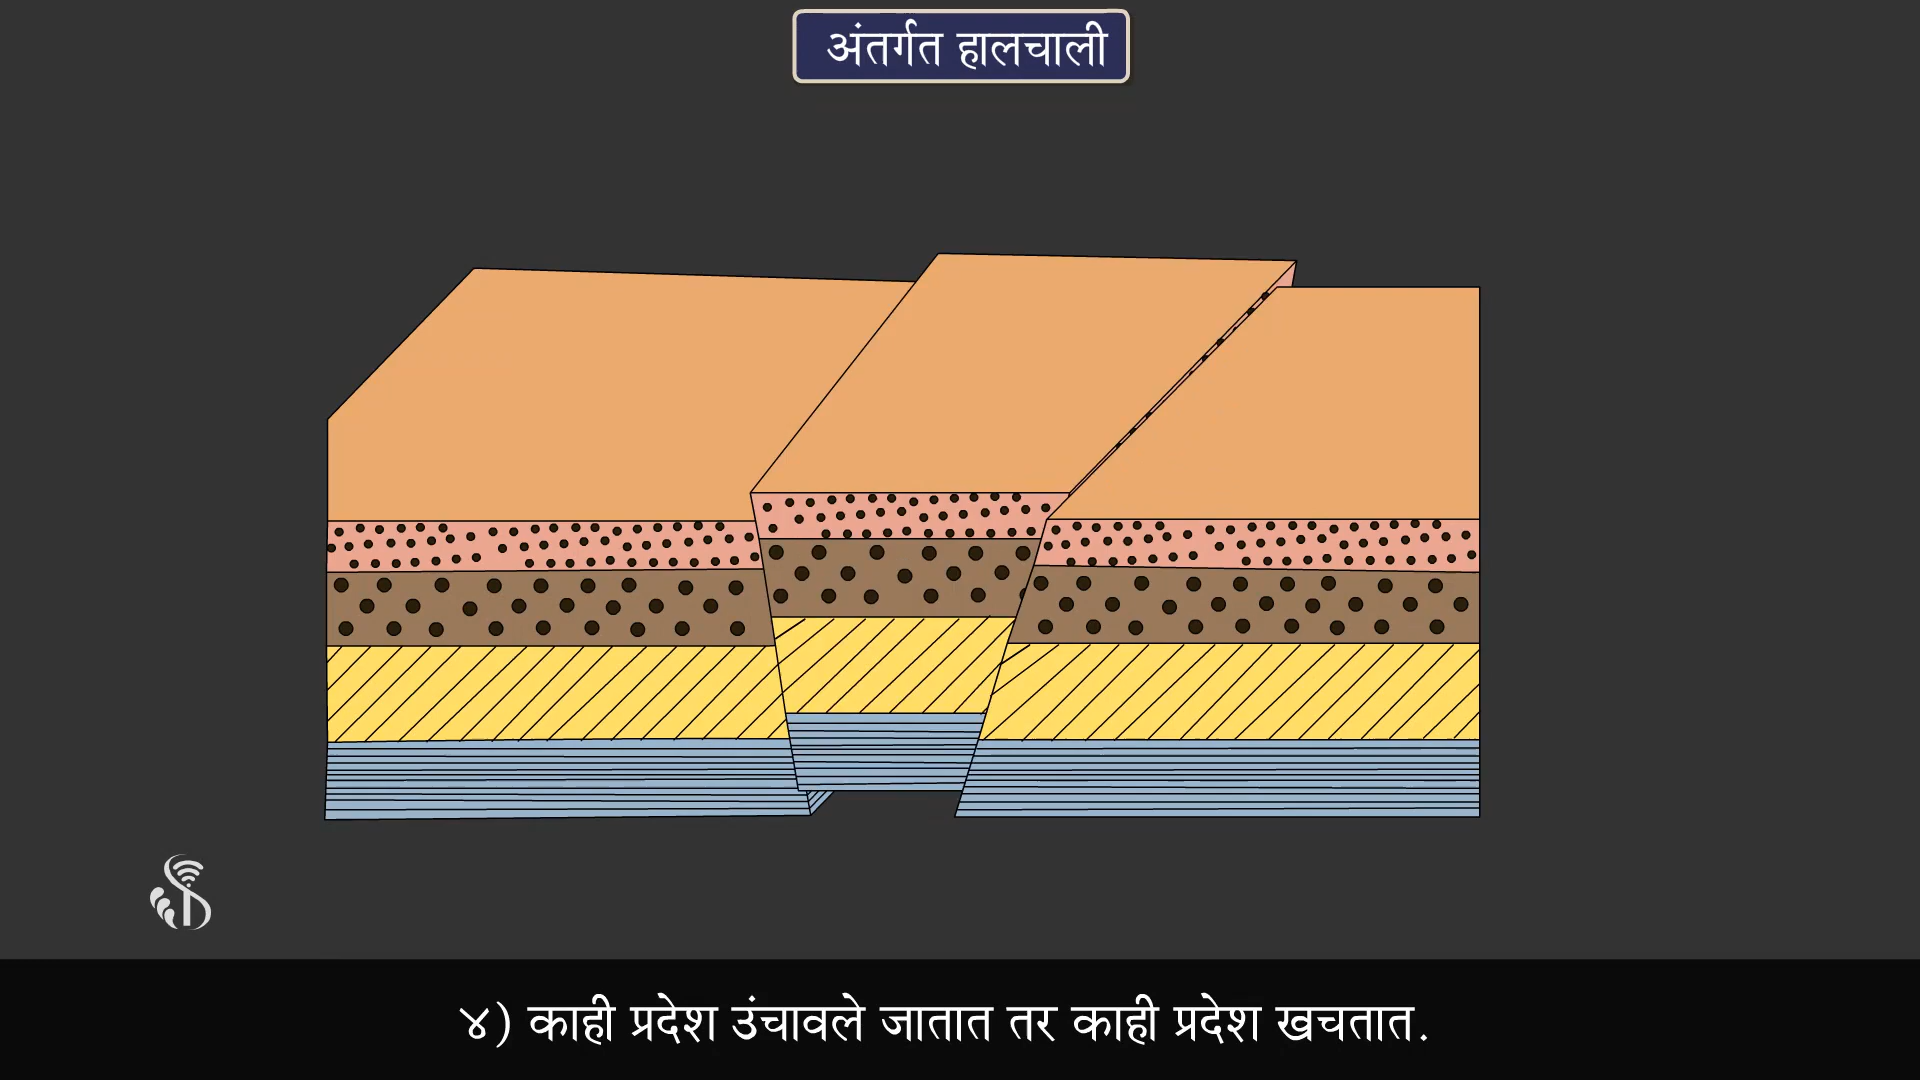 अंतर्गत हालचाली
४) काही प्रदेश उंचावले जातात तर काही प्रदेश खचतात.